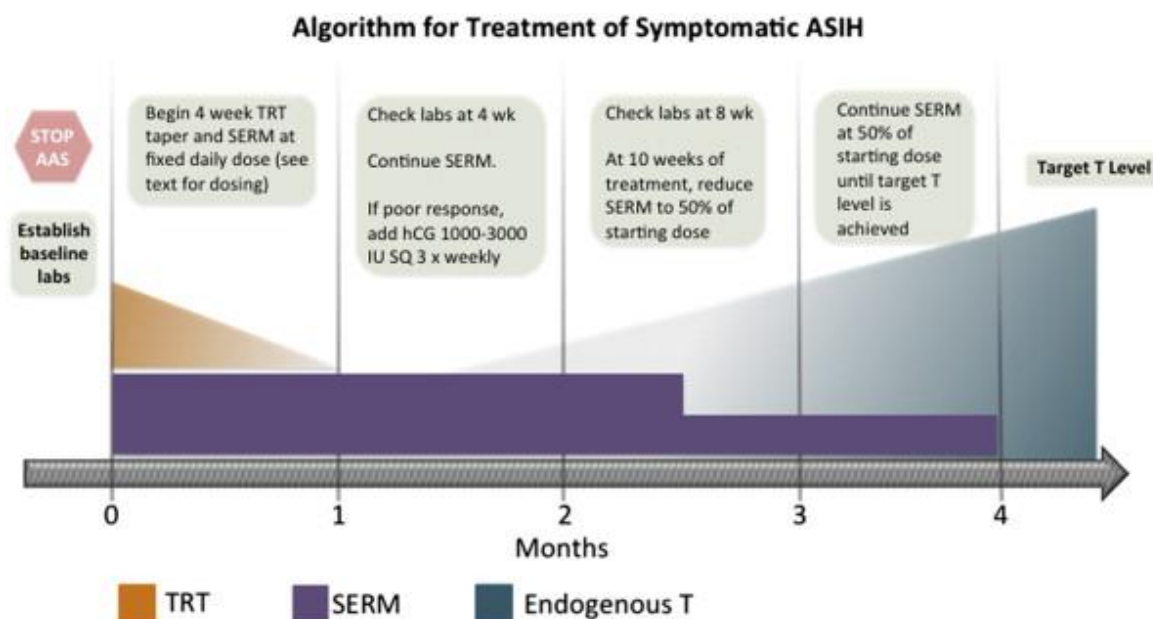 Algorithm for Treatment of Symptomatic ASIH
STOP
AAS
Establish
baseline
labs
Begin 4 week TRT
taper and SERM at
fixed daily dose (see
text for dosing)
Check labs at 4 wk
Continue SERM.
If poor response,
add hCG 1000-3000
IU SQ 3 x weekly
Check labs at 8 wk
At 10 weeks of
treatment, reduce
SERM to 50% of
starting dose
Continue SERM
at 50% of
starting dose
until target T
level is
achieved
Target T Level
0 1 2 3 4
Months
TRT SERM Endogenous T